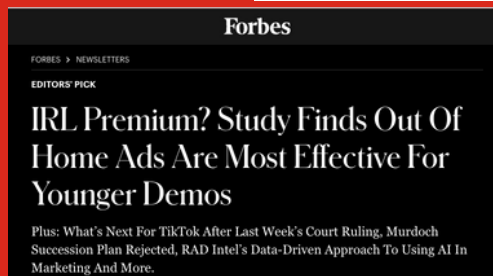 Forbes
FORBES > NEWSLETTERS
EDITORS' PICK
IRL Premium? Study Finds Out Of
Home Ads Are Most Effective For
Younger Demos
Plus: What's Next For TikTok After Last Week's Court Ruling, Murdoch
Succession Plan Rejected, RAD Intel's Data-Driven Approach To Using AI In
Marketing And More.